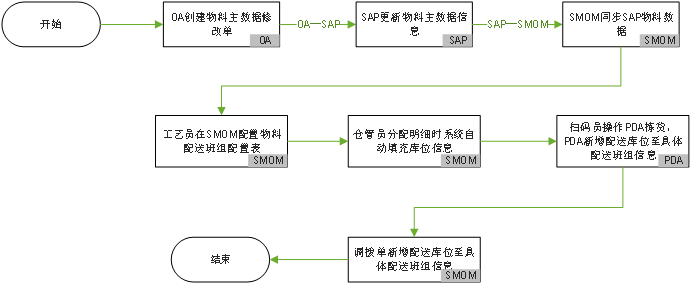 开始
OA创建物料主数据修
改单
OA
OA—SAP
SAP更新物料主数据信
息
SAP
SAP—SMOM
SMOM同步SAP物料数
据
SMOM
工艺员在SMOM配置物料
配送班组配置表
SMOM
仓管员分配明细时系统自
动填充库位信息
SMOM
扫码员操作PDA拣货，
PDA新增配送库位至具体
配送班组信息
PDA
调拨单新增配送库位至具
体配送班组信息
SMOM
结束